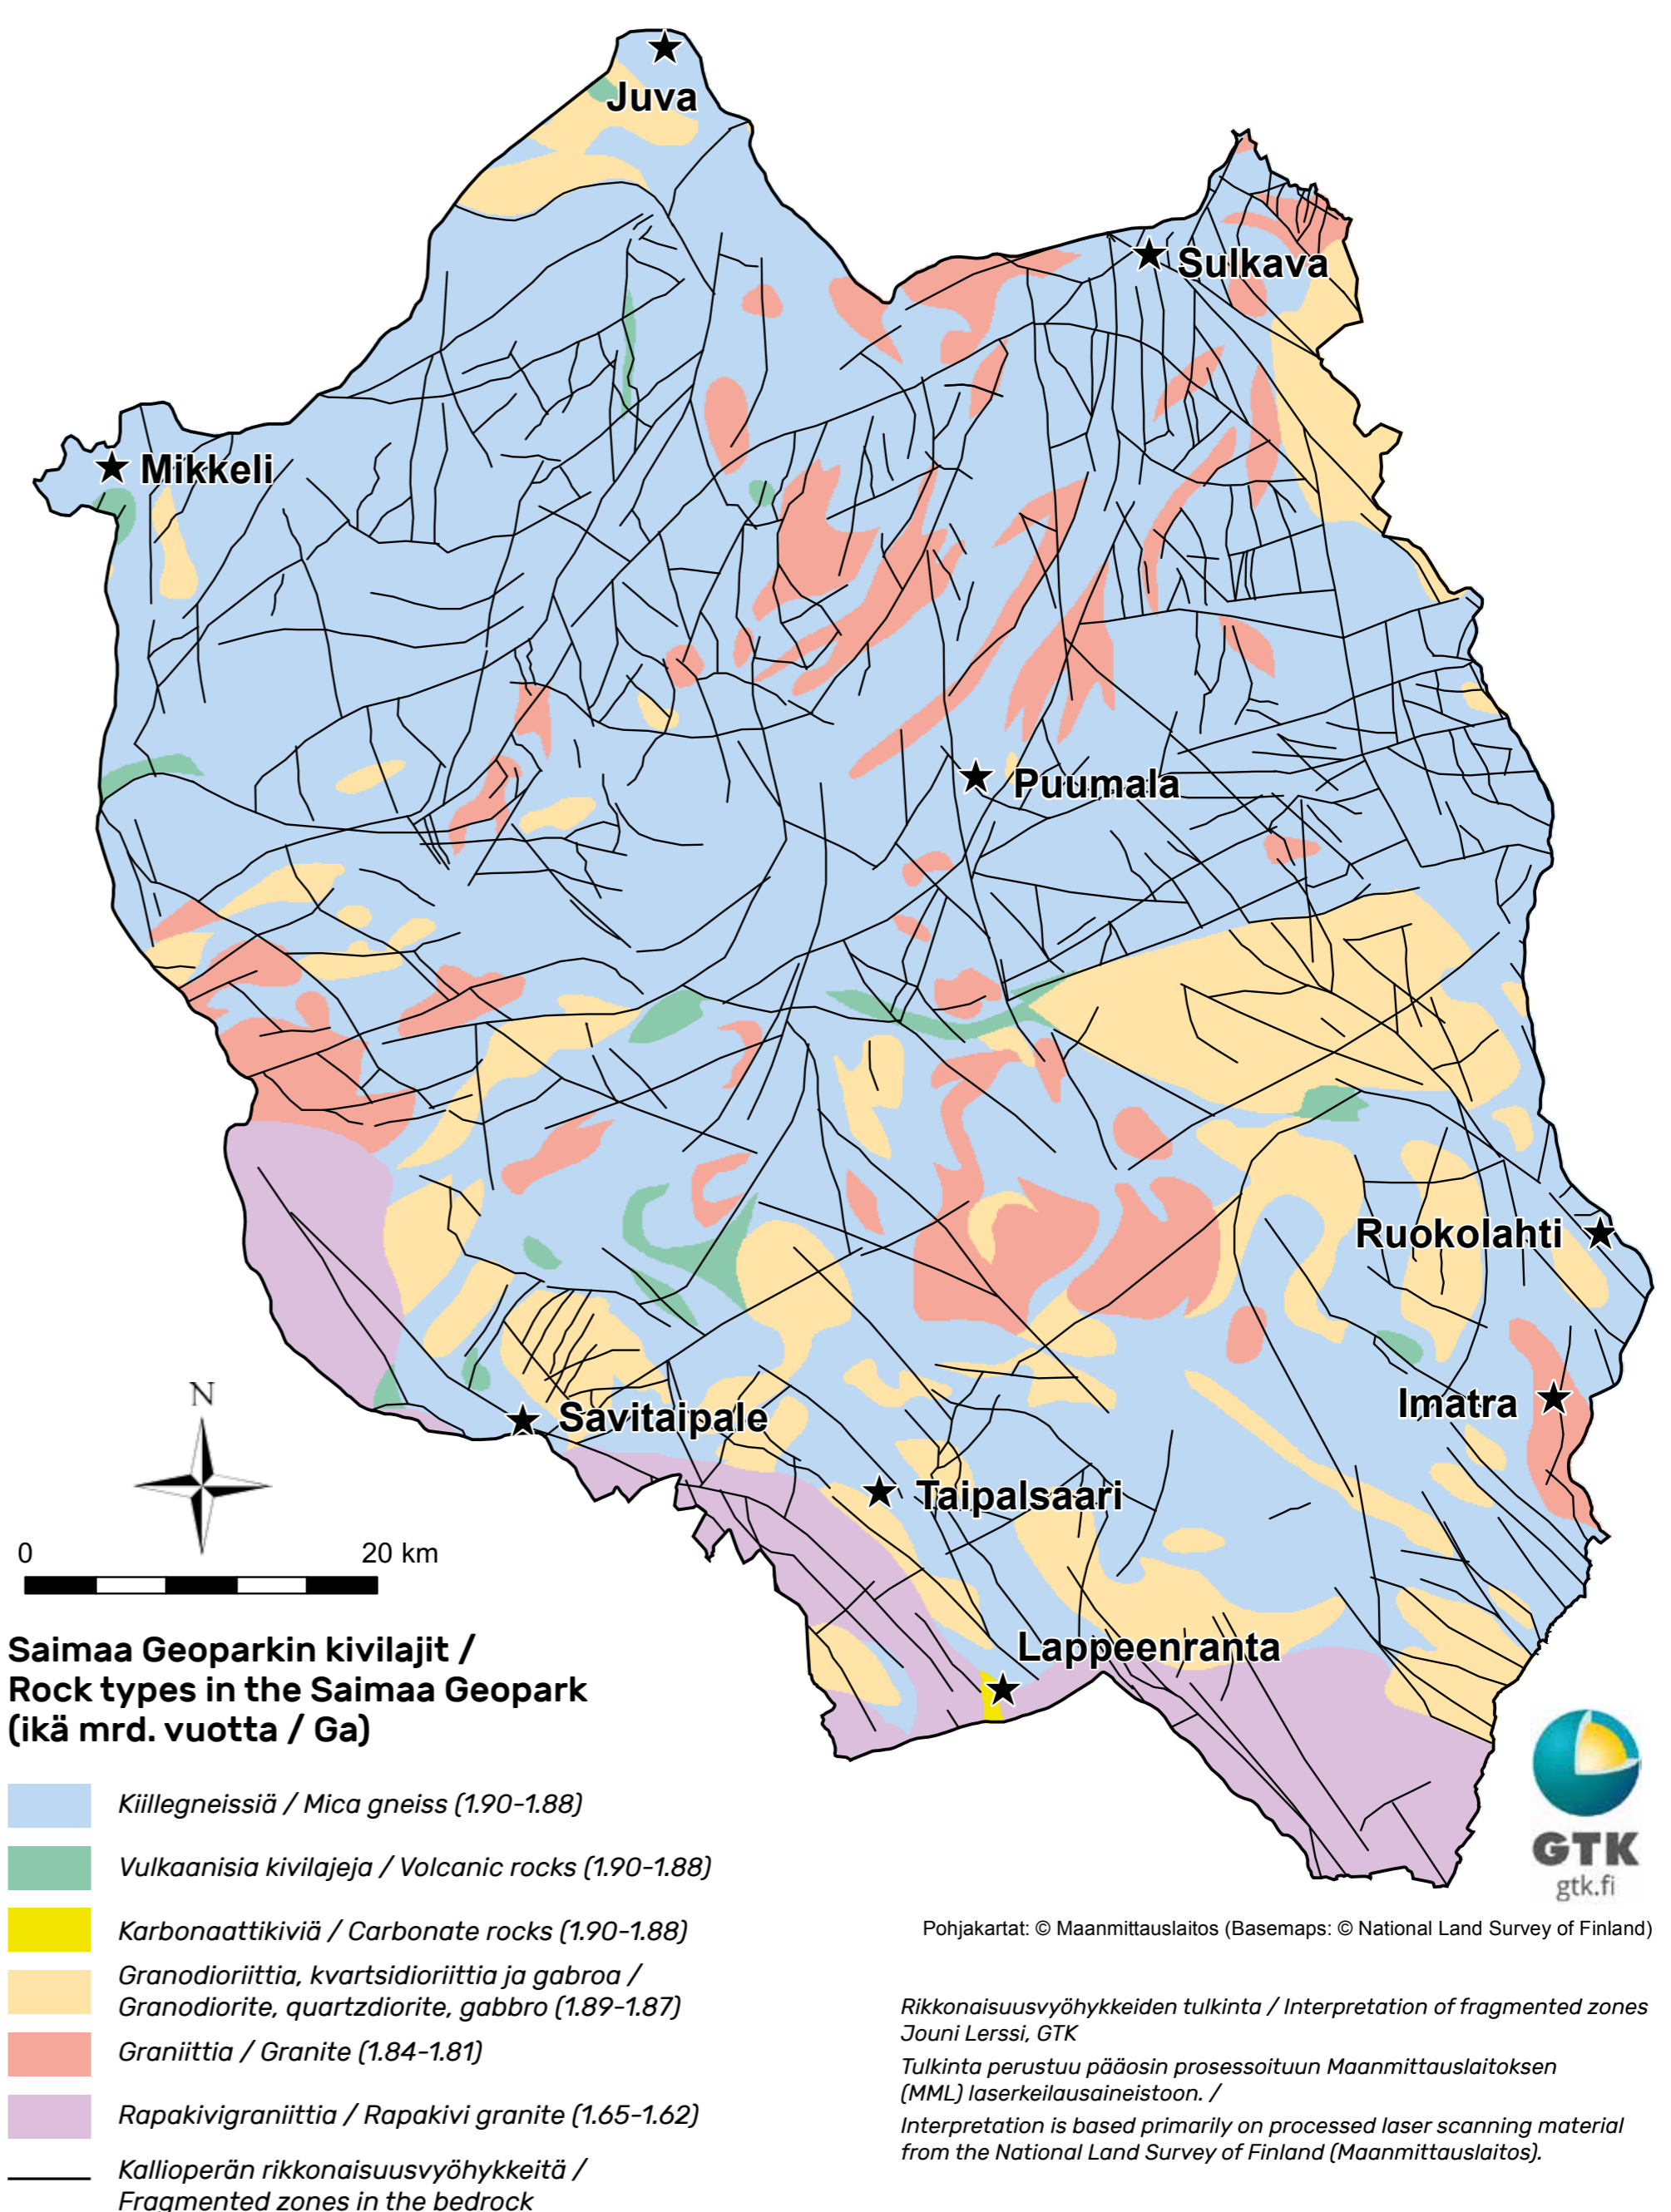 Juva
Sulkava
Mikkeli
Puumala
Ruokolahti
Imatra
Savitaipale
Taipalsaari
Lappeenranta
N
0 20 km
Saimaa Geoparkin kivilajit /
Rock types in the Saimaa Geopark
(ikä mrd. vuotta / Ga)
Kiillegneissiä / Mica gneiss (1.90-1.88)
Vulkaanisia kivilajeja / Volcanic rocks (1.90-1.88)
Karbonaattikiviä / Carbonate rocks (1.90-1.88)
Granodioriittia, kvartsidioriittia ja gabroa /
Granodiorite, quartzdiorite, gabbro (1.89-1.87)
Graniittia / Granite (1.84-1.81)
Rapakivigraniittia / Rapakivi granite (1.65-1.62)
Kallioperän rikkonaisuusvyöhykkeitä /
Fragmented zones in the bedrock
GTK
gtk.fi
Pohjakartat: © Maanmittauslaitos (Basemaps: © National Land Survey of Finland)
Rikkonaisuusvyöhykkeiden tulkinta / Interpretation of fragmented zones
Jouni Lerssi, GTK
Tulkinta perustuu pääosin prosessoituun Maanmittauslaitoksen
(MML) laserkeilausaineistoon. /
Interpretation is based primarily on processed laser scanning material
from the National Land Survey of Finland (Maanmittauslaitos).